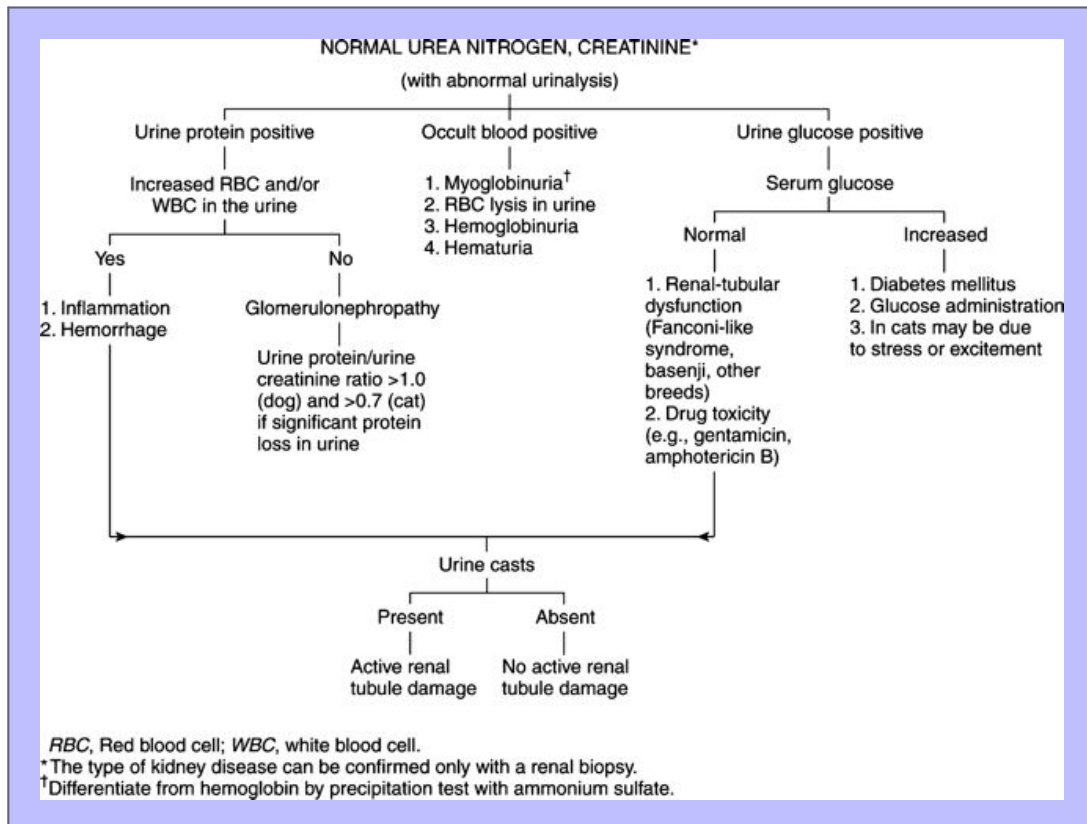 NORMAL UREA NITROGEN, CREATININE*
(with abnormal urinalysis)
Urine protein positive
Occult blood positive
Urine glucose positive
Increased RBC and/or
WBC in the urine
1. Myoglobinuria†
2. RBC lysis in urine
3. Hemoglobinuria
4. Hematuria
Serum glucose
Yes
No
Normal
Increased
1. Inflammation
2. Hemorrhage
Glomerulonephropathy
Urine protein/urine
creatinine ratio >1.0
(dog) and >0.7 (cat)
if significant protein
loss in urine
1. Renal-tubular
dysfunction
(Fanconi-like
syndrome,
basenji, other
breeds)
2. Drug toxicity
(e.g., gentamicin,
amphotericin B)
1. Diabetes mellitus
2. Glucose administration
3. In cats may be due
to stress or excitement
Urine casts
Present
Absent
Active renal
tubule damage
No active renal
tubule damage
RBC, Red blood cell; WBC, white blood cell.
*The type of kidney disease can be confirmed only with a renal biopsy.
†Differentiate from hemoglobin by precipitation test with ammonium sulfate.